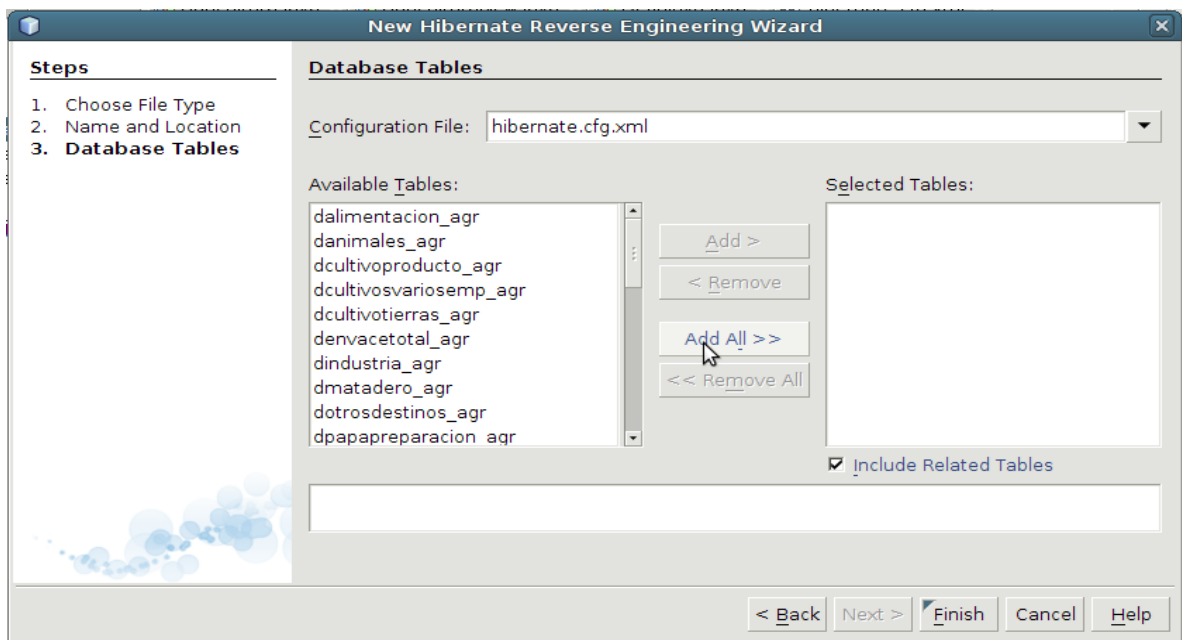 New Hibernate Reverse Engineering Wizard
Steps
1. Choose File Type
2. Name and Location
3. Database Tables
Database Tables
Configuration File: hibernate.cfg.xml
Available Tables:
dalimentacion_agr
danimales_agr
dcultivoproducto_agr
dcultivosvariosemp_agr
dcultivotierras_agr
denvacetotal_agr
dindustria_agr
dmatadero_agr
dotrosdestinos_agr
dpapapreparacion_agr
Add >
< Remove
Add All >>
<< Remove All
Selected Tables:
Include Related Tables
< Back Next > Finish Cancel Help